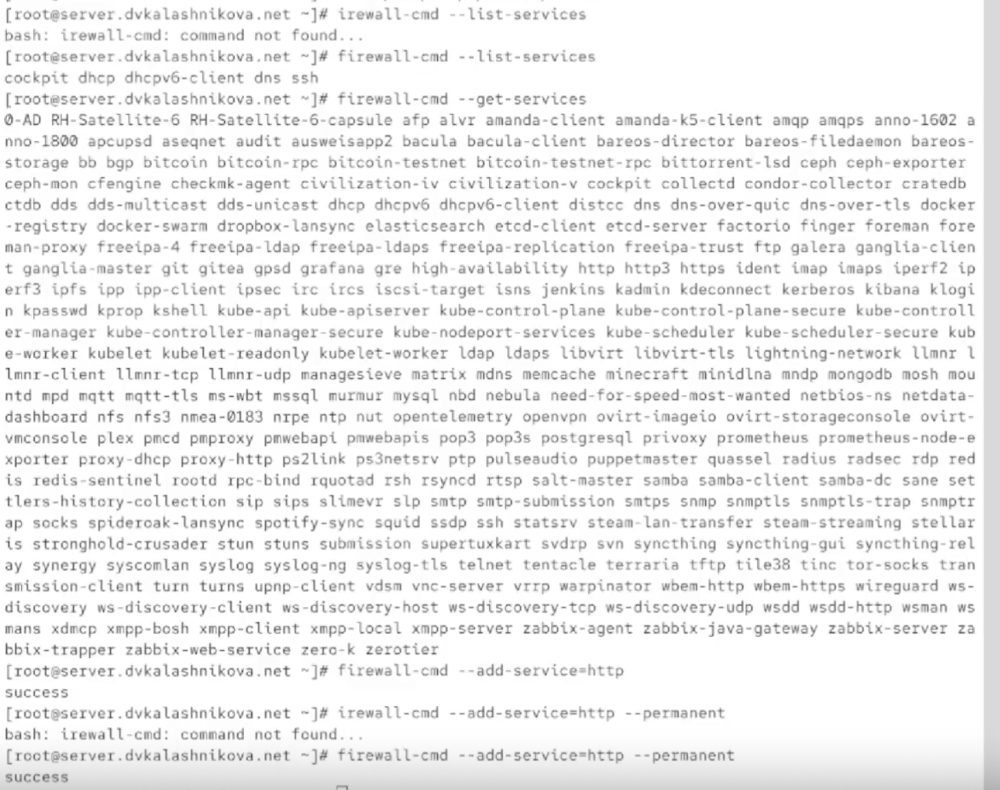 [root@server.dvkalashnikova.net ~]# irewall-cmd --list-services
bash: irewall-cmd: command not found...
[root@server.dvkalashnikova.net ~]# firewall-cmd --list-services
cockpit dhcp dhcpv6-client dns ssh
[root@server.dvkalashnikova.net ~]# firewall-cmd --get-services
0-AD RH-Satellite-6 RH-Satellite-6-capsule afp alvr amanda-client amanda-k5-client amqp amqps anno-1602 a
nno-1800 apcupsd aseqnet audit ausweisapp2 bacula bacula-client bareos-director bareos-filedaemon bareos-
storage bb bgp bitcoin bitcoin-rpc bitcoin-testnet bitcoin-testnet-rpc bittorrent-lsd ceph ceph-exporter
ceph-mon cfengine checkmk-agent civilization-iv civilization-v cockpit collectd condor-collector cratedb
ctdb dds dds-multicast dds-unicast dhcp dhcpv6 dhcpv6-client distcc dns dns-over-quic dns-over-tls docker
-registry docker-swarm dropbox-lansync elasticsearch etcd-client etcd-server factorio finger foreman fore
man-proxy freeipa-4 freeipa-ldap freeipa-ldaps freeipa-replication freeipa-trust ftp galera ganglia-clien
t ganglia-master git gitea gpsd grafana gre high-availability http http3 https ident imap imaps iperf2 ip
erf3 ipfs ipp ipp-client ipsec irc ircs iscsi-target isns jenkins kadmin kdeconnect kerberos kibana klogi
n kpasswd kprop kshell kube-api kube-apiserver kube-control-plane kube-control-plane-secure kube-controll
er-manager kube-controller-manager-secure kube-nodeport-services kube-scheduler kube-scheduler-secure kub
e-worker kubelet kubelet-readonly kubelet-worker ldap ldaps libvirt libvirt-tls lightning-network llmnr l
lmnr-client llmnr-tcp llmnr-udp managesieve matrix mdns memcache minecraft minidlna mndp mongodb mosh mou
ntd mpd mqtt mqtt-tls ms-wbt mssql murmur mysql nbd nebula need-for-speed-most-wanted netbios-ns netdata-
dashboard nfs nfs3 nmea-0183 nrpe ntp nut opentelemetry openvpn ovirt-imageio ovirt-storageconsole ovirt-
vmconsole plex pmcd pmproxy pmwebapi pmwebapis pop3 pop3s postgresql privoxy prometheus prometheus-node-e
xporter proxy-dhcp proxy-http ps2link ps3netsrv ptp pulseaudio puppetmaster quassel radius radsec rdp red
is redis-sentinel rootd rpc-bind rquotad rsh rsyncd rtsp salt-master samba samba-client samba-dc sane set
tlers-history-collection sip sips slimevr slp smtp smtp-submission smtps snmp snmptls snmptls-trap snmptr
ap socks spideroak-lansync spotify-sync squid ssdp ssh statsrv steam-lan-transfer steam-streaming stellar
is stronghold-crusader stun stuns submission supertuxkart svdrp svn syncthing syncthing-gui syncthing-rel
ay synergy syscomlan syslog syslog-ng syslog-tls telnet tentacle terraria tftp tile38 tinc tor-socks tran
smission-client turn turns upnp-client vdsm vnc-server vrrp warpinator wbem-http wbem-https wireguard ws-
discovery ws-discovery-client ws-discovery-host ws-discovery-tcp ws-discovery-udp wsdd wsdd-http wsman ws
mans xdmcp xmpp-bosh xmpp-client xmpp-local xmpp-server zabbix-agent zabbix-java-gateway zabbix-server za
bbix-trapper zabbix-web-service zero-k zerotier
[root@server.dvkalashnikova.net ~]# firewall-cmd --add-service=http
success
[root@server.dvkalashnikova.net ~]# irewall-cmd --add-service=http --permanent
bash: irewall-cmd: command not found...
[root@server.dvkalashnikova.net ~]# firewall-cmd --add-service=http --permanent
success